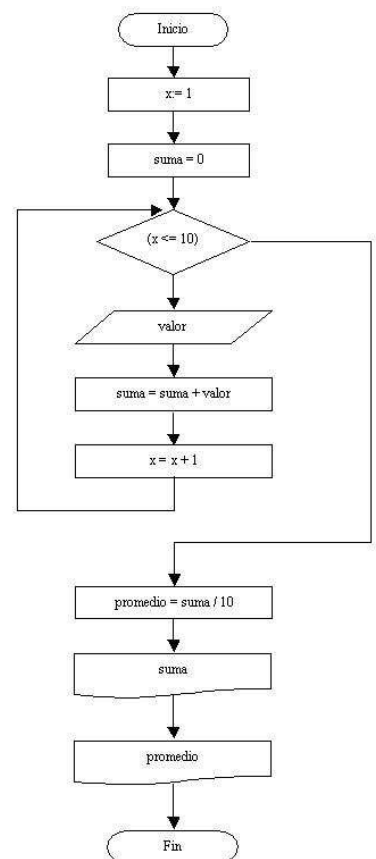 Inicio
x:= 1
suma = 0
(x <= 10)
valor
suma = suma + valor
x = x + 1
promedio = suma / 10
suma
promedio
Fin